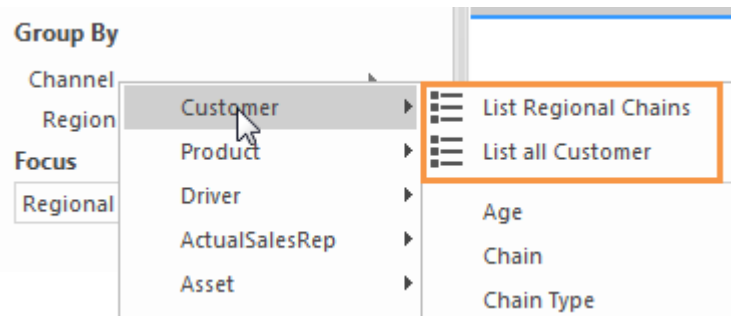 Group By
Channel
Region
Focus
Regional
Customer
Product
Driver
ActualSalesRep
Asset
List Regional Chains
List all Customer
Age
Chain
Chain Type